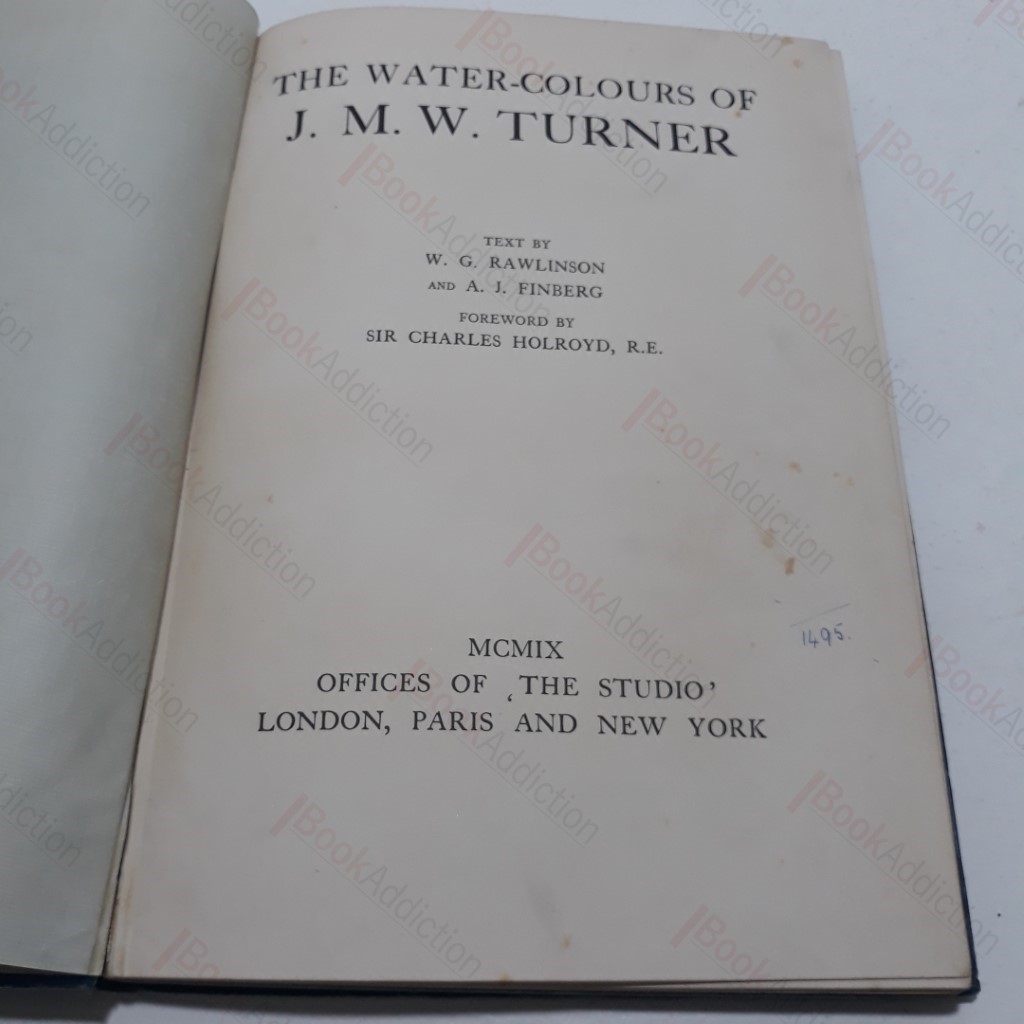 THE WATER-COLOURS OF
J. M. W. TURNER
TEXT BY
W. G. RAWLINSON
AND A. J. FINBERG
FOREWORD BY
SIR CHARLES HOLROYD, R.E.
1495.
MCMIX
OFFICES OF ‚THE STUDIO’
LONDON, PARIS AND NEW YORK
BookAddiction